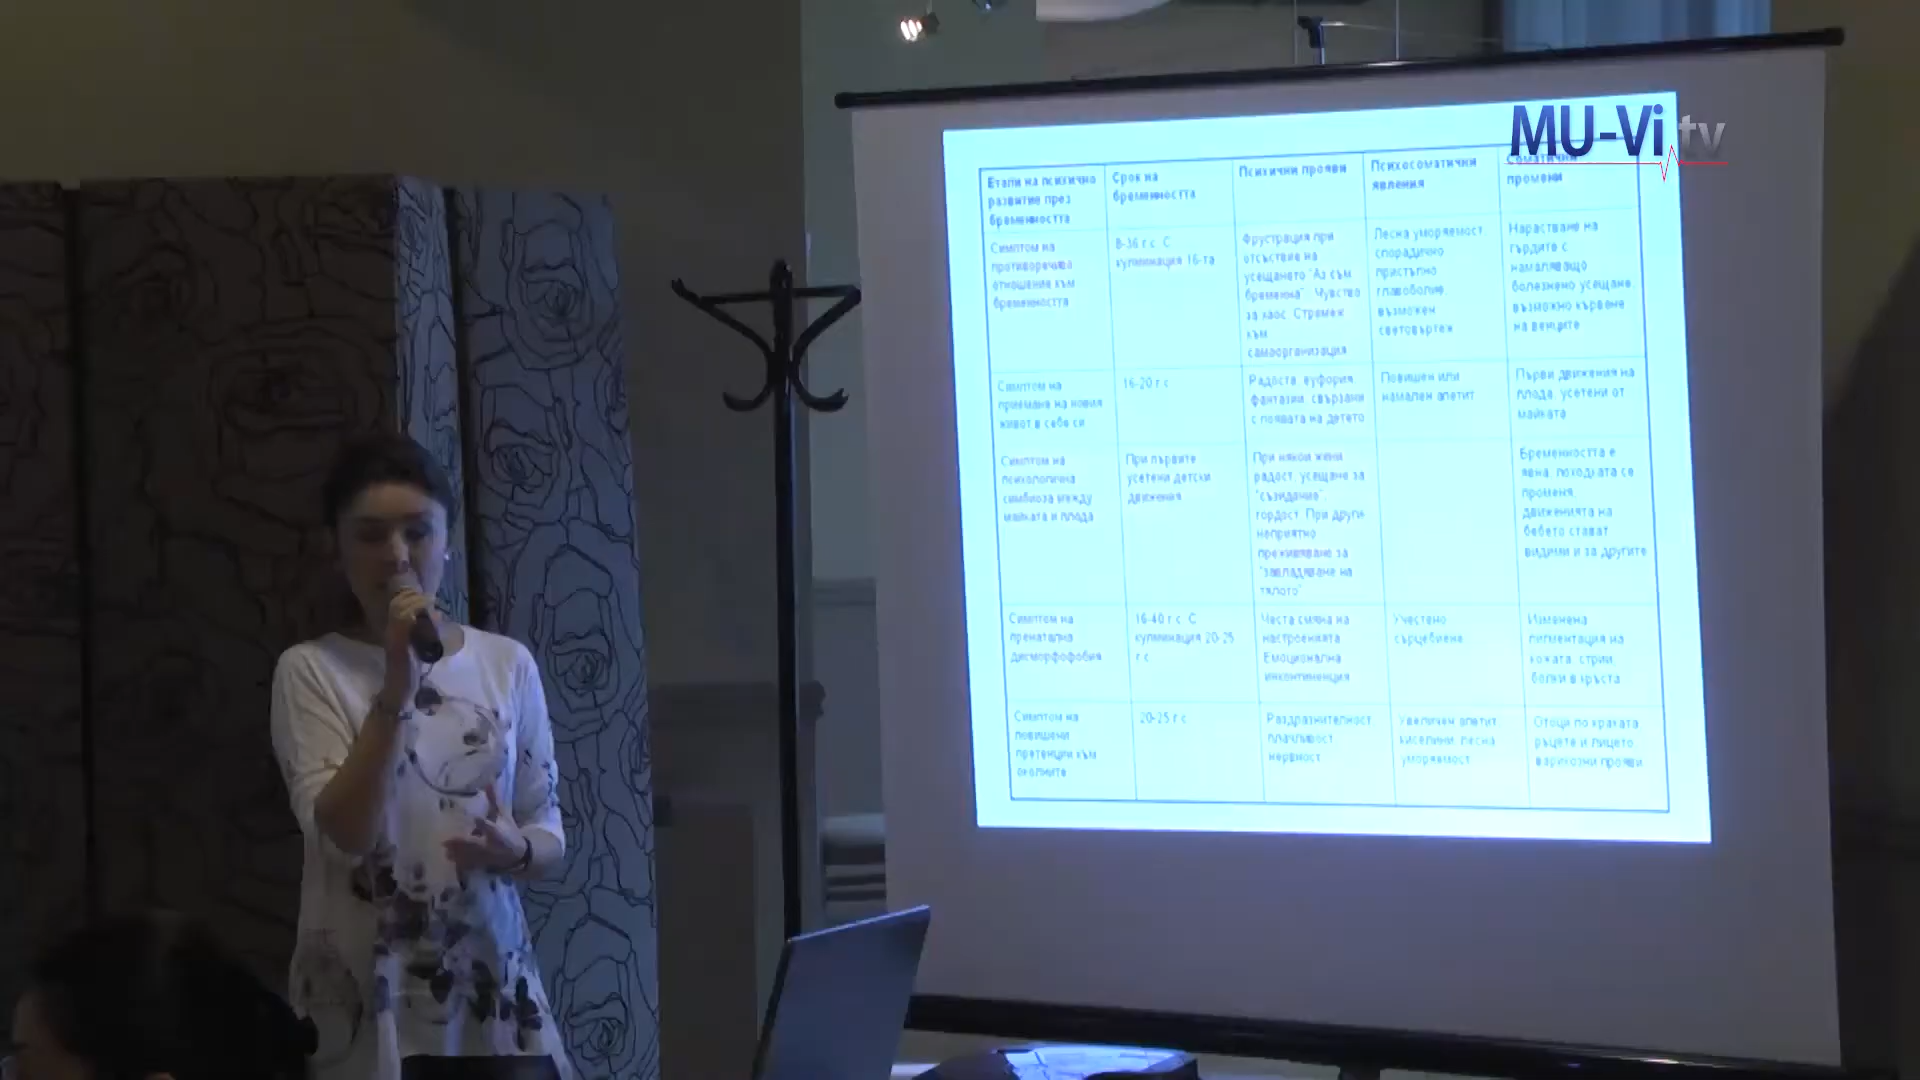 MU-Vi.tv
Етапи на психично
развитие през
бременността
Срок на
бременността
Психични прояви
Психосоматични
явления
Соматични
промени
Симптом на
противоречиво
отношение към
бременността
8-36 г.с. С
кулминация 16-та
Фрустрация при
отсъствие на
усещането "Аз съм
бременна". Чувство
за хаос. Стремеж
към
самоорганизация
Лесна уморяемост,
спорадично
пристъпно
главоболие,
възможен
световъртеж
Нарастване на
гърдите с
намаляващо
болезнено усещане,
възможно кървене
на венците
Симптом на
приемане на новия
живот в себе си
16-20 г.с.
Радост, еуфория,
фантазии, свързани
с появата на детето
Повишен или
намален апетит
Първи движения на
плода, усетени от
майката
Симптом на
психологична
симбиоза между
майката и плода
При първите
усетени детски
движения
При някои жени
радост, усещане за
"съзидание",
гордост. При други-
неприятно
преживяване за
"завладяване на
тялото"
Бременността е
явна, походката се
променя,
движенията на
бебето стават
видими и за другите
Симптом на
пренатална
дисморфофобия
16-40 г.с. С
кулминация 20-25
г.с.
Честа смяна на
настроенията.
Емоционална
инконтиненция
Учестено
сърцебиене
Изменена
пигментация на
кожата, стрии,
болки в кръста
Симптом на
повишени
претенции към
околните
20-25 г.с.
Раздразнителност,
плачливост,
нервност
Увеличен апетит,
киселини, лесна
уморяемост
Отоци по краката,
ръцете и лицето,
варикозни прояви